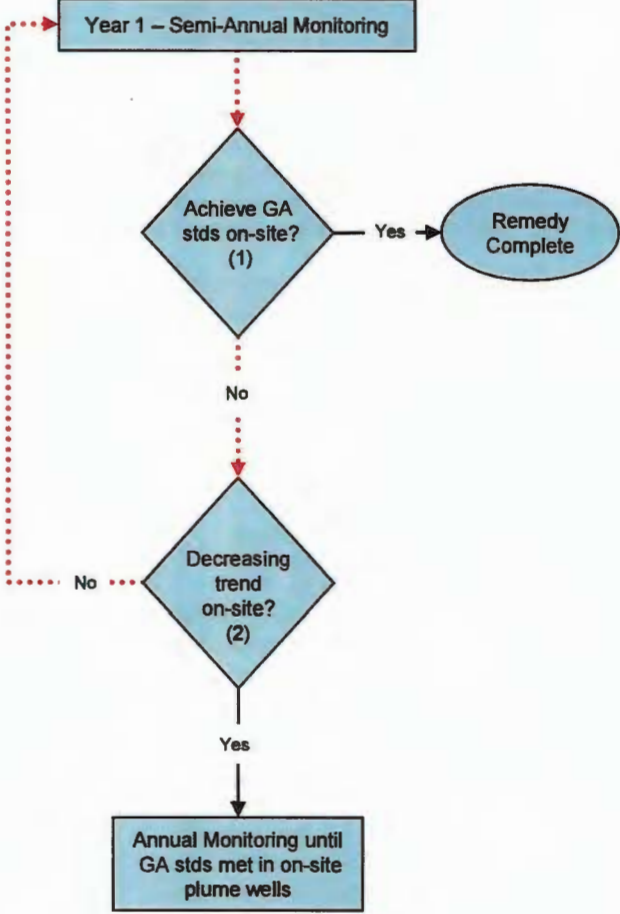 Year 1 – Semi-Annual Monitoring
Achieve GA
stds on-site?
(1)
Yes
Remedy
Complete
No
Decreasing
trend
on-site?
(2)
No
Yes
Annual Monitoring until
GA stds met in on-site
plume wells